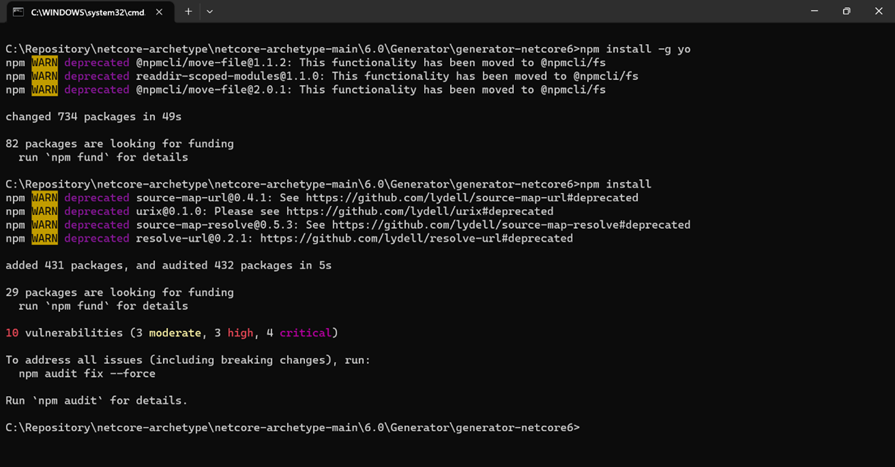 C:\WINDOWS\system32\cmd.
C:\Repository\netcore-archetype\netcore-archetype-main\6.0\Generator\generator-netcore6>npm install -g yo
npm WARN deprecated @npmcli/move-file@1.1.2: This functionality has been moved to @npmcli/fs
npm WARN deprecated readdir-scoped-modules@1.1.0: This functionality has been moved to @npmcli/fs
npm WARN deprecated @npmcli/move-file@2.0.1: This functionality has been moved to @npmcli/fs
changed 734 packages in 49s
82 packages are looking for funding
run `npm fund` for details
C:\Repository\netcore-archetype\netcore-archetype-main\6.0\Generator\generator-netcore6>npm install
npm WARN deprecated source-map-url@0.4.1: See https://github.com/lydell/source-map-url#deprecated
npm WARN deprecated urix@0.1.0: Please see https://github.com/lydell/urix#deprecated
npm WARN deprecated source-map-resolve@0.5.3: See https://github.com/lydell/source-map-resolve#deprecated
npm WARN deprecated resolve-url@0.2.1: https://github.com/lydell/resolve-url#deprecated
added 431 packages, and audited 432 packages in 5s
29 packages are looking for funding
run `npm fund` for details
10 vulnerabilities (3 moderate, 3 high, 4 critical)
To address all issues (including breaking changes), run:
npm audit fix --force
Run `npm audit` for details.
C:\Repository\netcore-archetype\netcore-archetype-main\6.0\Generator\generator-netcore6>